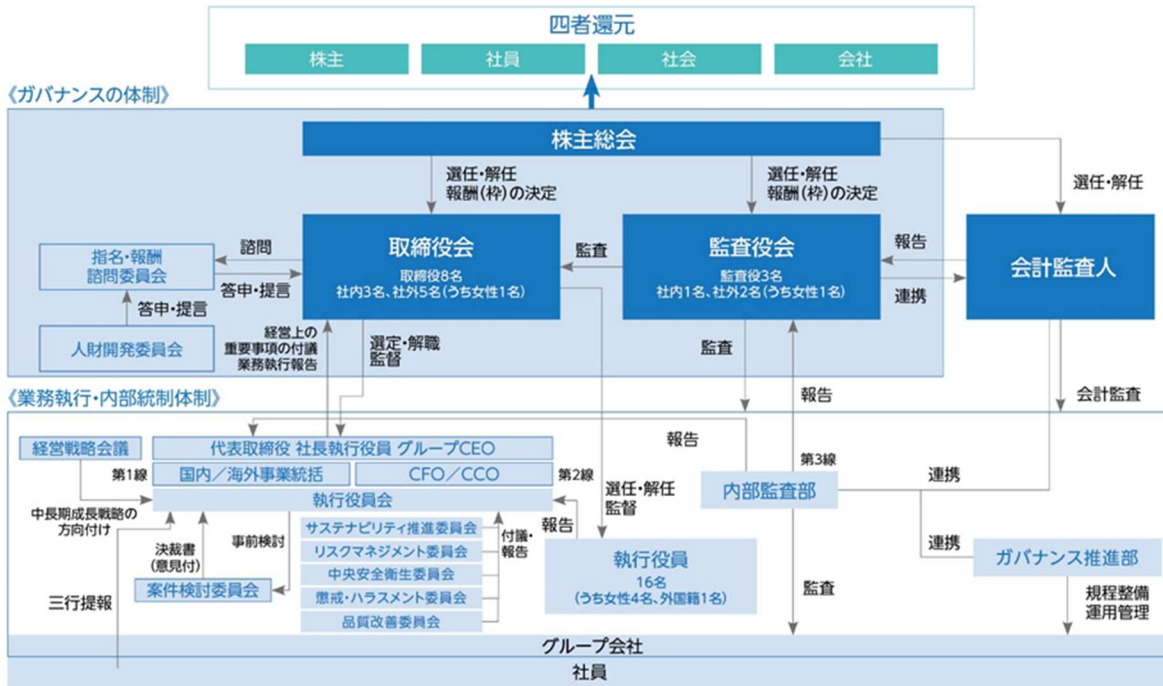 四者還元
株主
社員
社会
会社
《ガバナンスの体制》
株主総会
選任・解任
報酬(枠)の決定
選任・解任
報酬(枠)の決定
選任・解任
取締役会
取締役8名
社内3名、社外5名(うち女性1名)
監査
監査役会
監査役3名
社内1名、社外2名(うち女性1名)
報告
連携
会計監査人
指名・報酬
諮問委員会
諮問
答申・提言
答申・提言
人財開発委員会
経営上の
重要事項の付議
業務執行報告
選定・解職
監督
監査
報告
会計監査
《業務執行・内部統制体制》
経営戦略会議
代表取締役 社長執行役員 グループCEO
第1線
国内/海外事業統括
CFO/CCO
第2線
執行役員会
報告
第3線
内部監査部
連携
中長期成長戦略の
方向付け
決裁書
(意見付)
事前検討
案件検討委員会
三行提報
サステナビリティ推進委員会
リスクマネジメント委員会
中央安全衛生委員会
懲戒・ハラスメント委員会
品質改善委員会
付議・
報告
報告
選任・解任
監督
執行役員
16名
(うち女性4名、外国籍1名)
監査
連携
ガバナンス推進部
規程整備
運用管理
グループ会社
社員